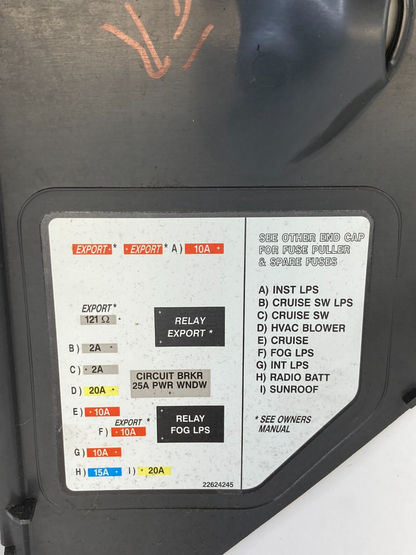 EXPORT * EXPORT * A) 10A
EXPORT *
121 Ω
RELAY
EXPORT *
B) 2A
C) 2A
CIRCUIT BRKR
25A PWR WNDW
D) 20A
E) 10A
EXPORT *
F) 10A
RELAY
FOG LPS
G) 10A
H) 15A I) 20A
22624245
SEE OTHER END CAP
FOR FUSE PULLER
& SPARE FUSES
A) INST LPS
B) CRUISE SW LPS
C) CRUISE SW
D) HVAC BLOWER
E) CRUISE
F) FOG LPS
G) INT LPS
H) RADIO BATT
I) SUNROOF
* SEE OWNERS
MANUAL